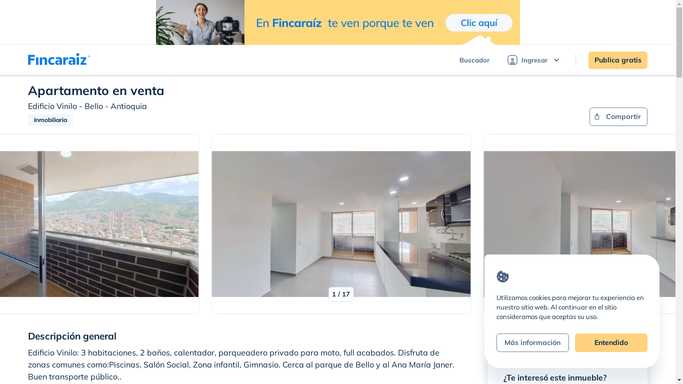 En Fincaraíz te ven porque te ven
Clic aquí
Fincaraiz
Buscador
Ingresar
Publica gratis
Apartamento en venta
Edificio Vinilo - Bello - Antioquia
Inmobiliaria
Compartir
1 / 17
Utilizamos cookies para mejorar tu experiencia en
nuestro sitio web. Al continuar en el sitio
consideramos que aceptas su uso.
Más información
Entendido
Descripción general
Edificio Vinilo: 3 habitaciones, 2 baños, calentador, parqueadero privado para moto, full acabados. Disfruta de
zonas comunes como:Piscinas, Salón Social, Zona infantil, Gimnasio. Cerca al parque de Bello y al Ana María Janer.
Buen transporte público..
¿Te interesó este inmueble?